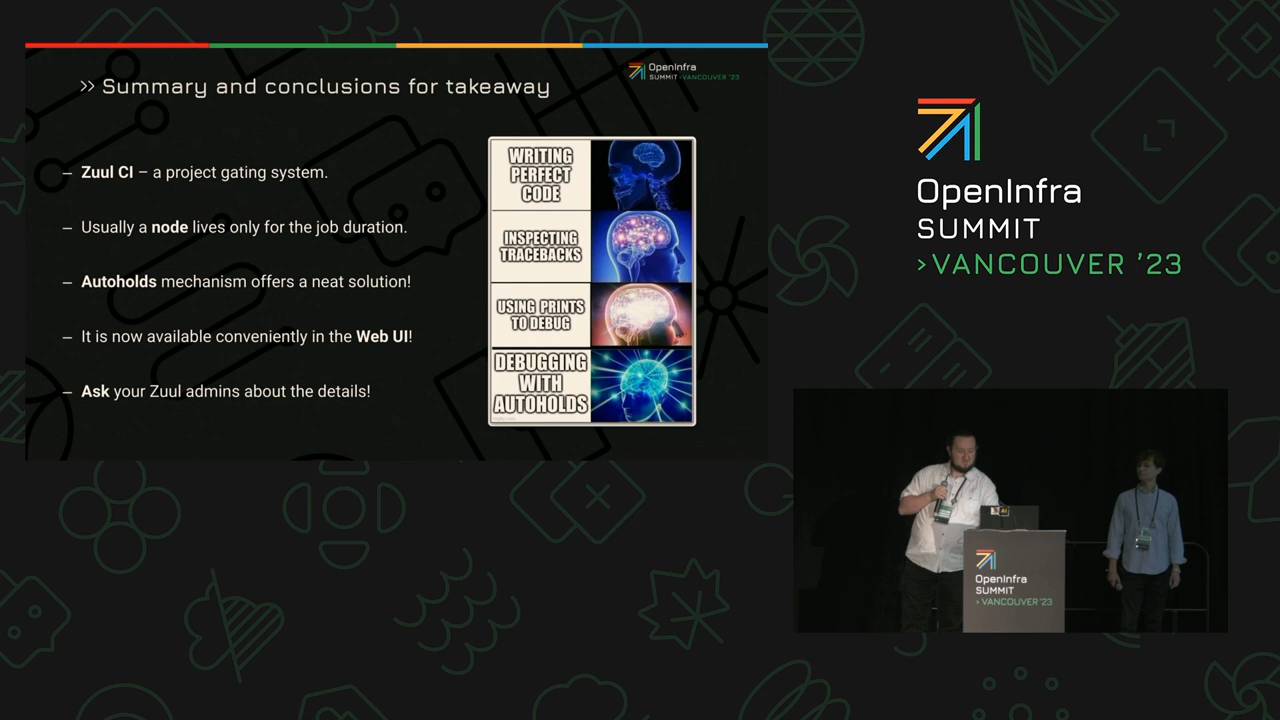 >> Summary and conclusions for takeaway
OpenInfra
SUMMIT >VANCOUVER '23
– Zuul CI – a project gating system.
– Usually a node lives only for the job duration.
– Autoholds mechanism offers a neat solution!
– It is now available conveniently in the Web UI!
– Ask your Zuul admins about the details!
WRITING
PERFECT
CODE
INSPECTING
TRACEBACKS
USING PRINTS
TO DEBUG
DEBUGGING
WITH
AUTOHOLDS
OpenInfra
SUMMIT
>VANCOUVER '23
OpenInfra
SUMMIT
> VANCOUVER '23